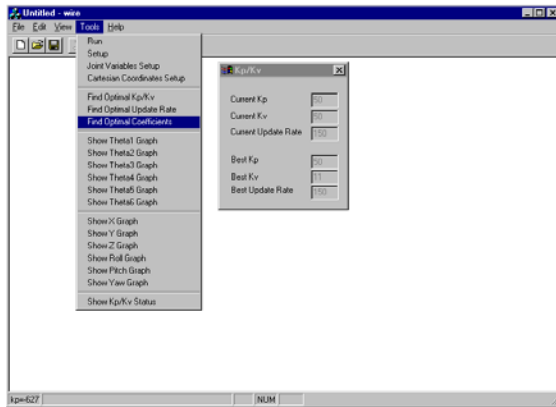 Untitled - wire
File Edit View Tools Help
Run
Setup
Joint Variables Setup
Cartesian Coordinates Setup
Find Optimal Kp/Kv
Find Optimal Update Rate
Find Optimal Coefficients
Show Theta1 Graph
Show Theta2 Graph
Show Theta3 Graph
Show Theta4 Graph
Show Theta5 Graph
Show Theta6 Graph
Show X Graph
Show Y Graph
Show Z Graph
Show Roll Graph
Show Pitch Graph
Show Yaw Graph
Show Kp/Kv Status
Kp/Kv
Current Kp 50
Current Kv 50
Current Update Rate 150
Best Kp 50
Best Kv 11
Best Update Rate 150
kp=-627
NUM